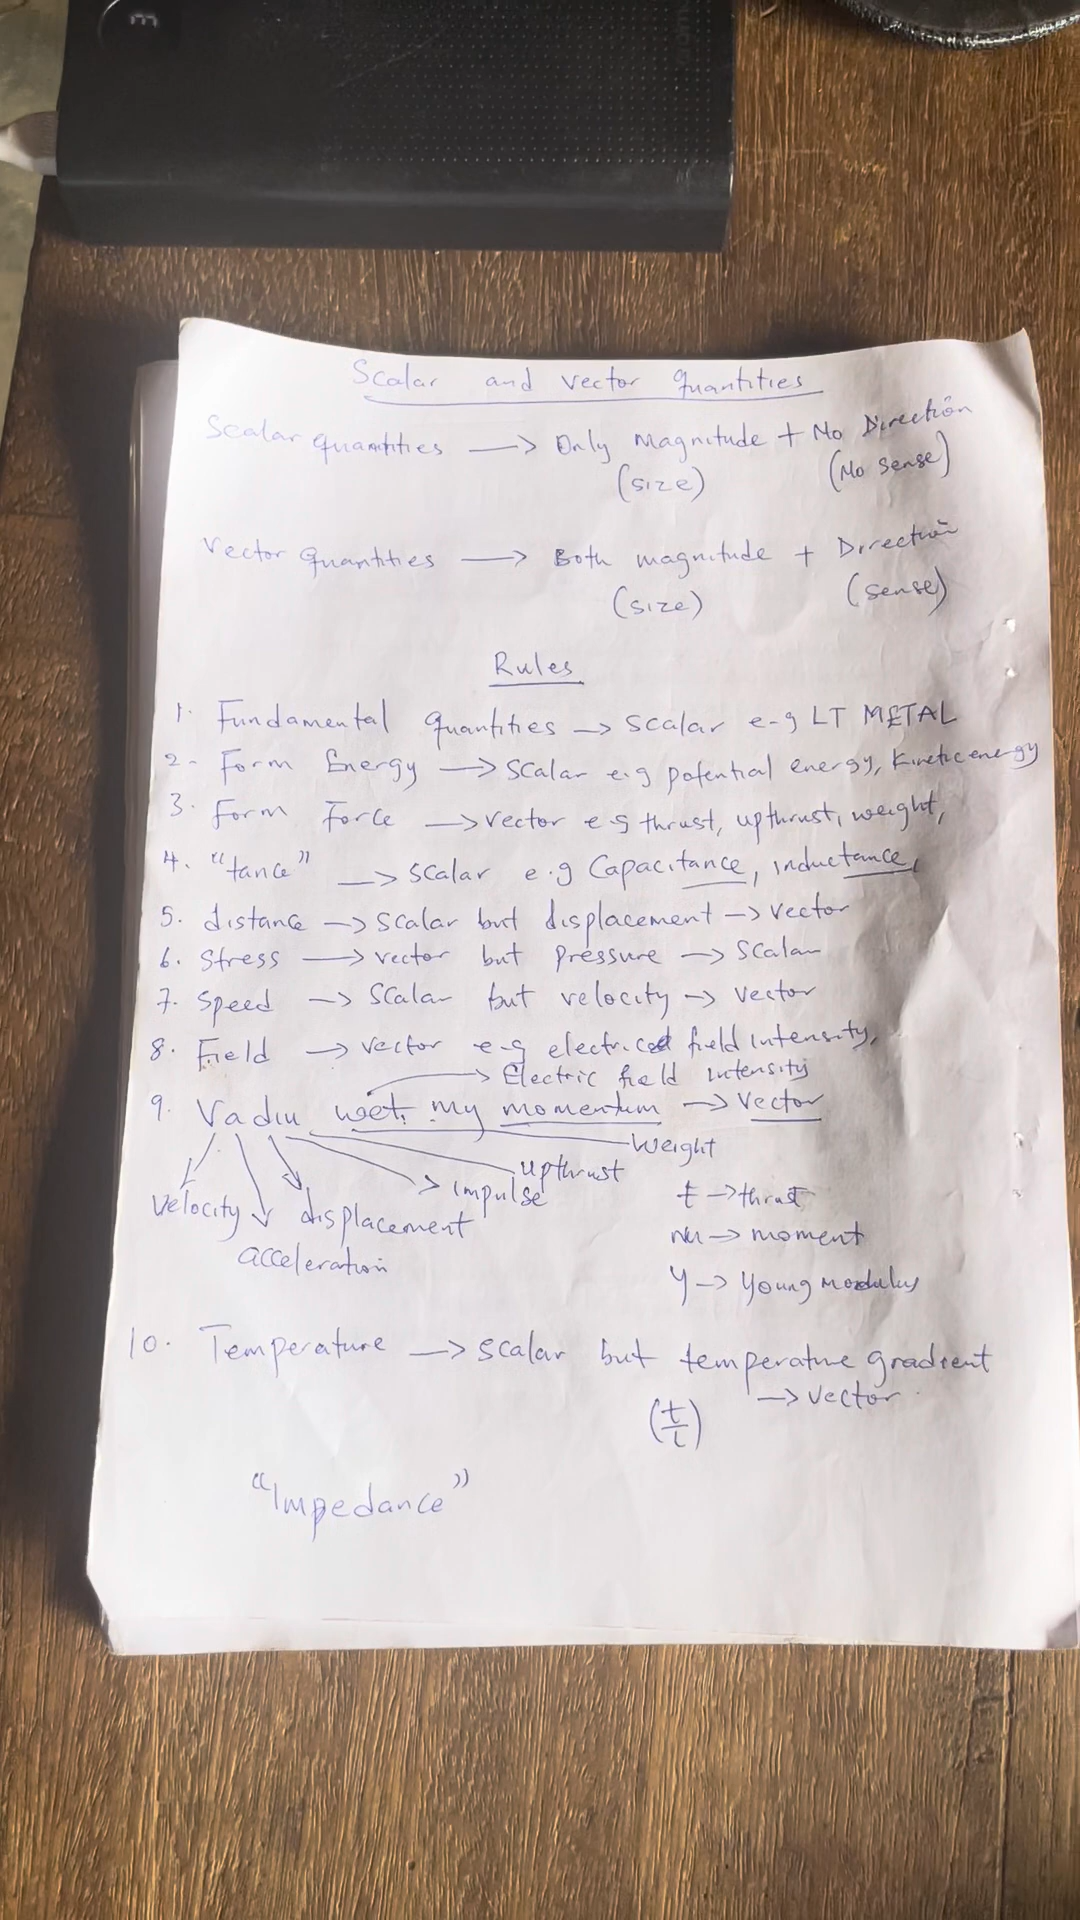 Scalar and vector quantities
Scalar quantities → Only Magnitude + No Direction
(size) (No sense)
Vector quantities → Both magnitude + Direction
(size) (sense)
Rules
1. Fundamental quantities → scalar e-g LT METAL
2. Form Energy → scalar e.g potential energy, kinetic energy
3. Form Force → vector e g thrust, upthrust, weight,
4. "tance" → scalar e.g Capacitance, inductance,
5. distance → scalar but displacement → vector
6. Stress → vector but pressure → scalar
7. Speed → Scalar but velocity → vector
8. Field → vector e-g electrical field intensity,
→ Electric field intensity
9. Vadiu wet my momentum → vector
Weight
upthrust
impulse
t → thrust
velocity displacement
m → moment
acceleration
Y → Young modulus
10. Temperature → scalar but temperature gradient
→ vector
(t/l)
"Impedance"